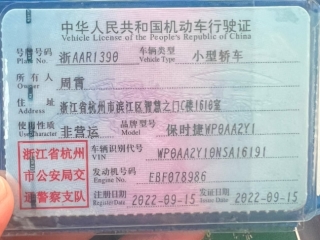 中华人民共和国机动车行驶证
Vehicle License of the People's Republic of China
号牌号码 浙AAR1390 车辆类型 小型轿车
Plate No. Vehicle Type
所有人 周霄
Owner
住址 浙江省杭州市滨江区智慧之门C楼1616室
Address
使用性质 非营运 品牌型号 保时捷WP0AA2Y1
Use Character Model
浙江省杭州市公安局交通警察支队
车辆识别代号 WP0AA2Y10NSA16191
VIN
发动机号码 EBF078986
Engine No.
注册日期 2022-09-15 发证日期 2022-09-15
Register Date Issue Date